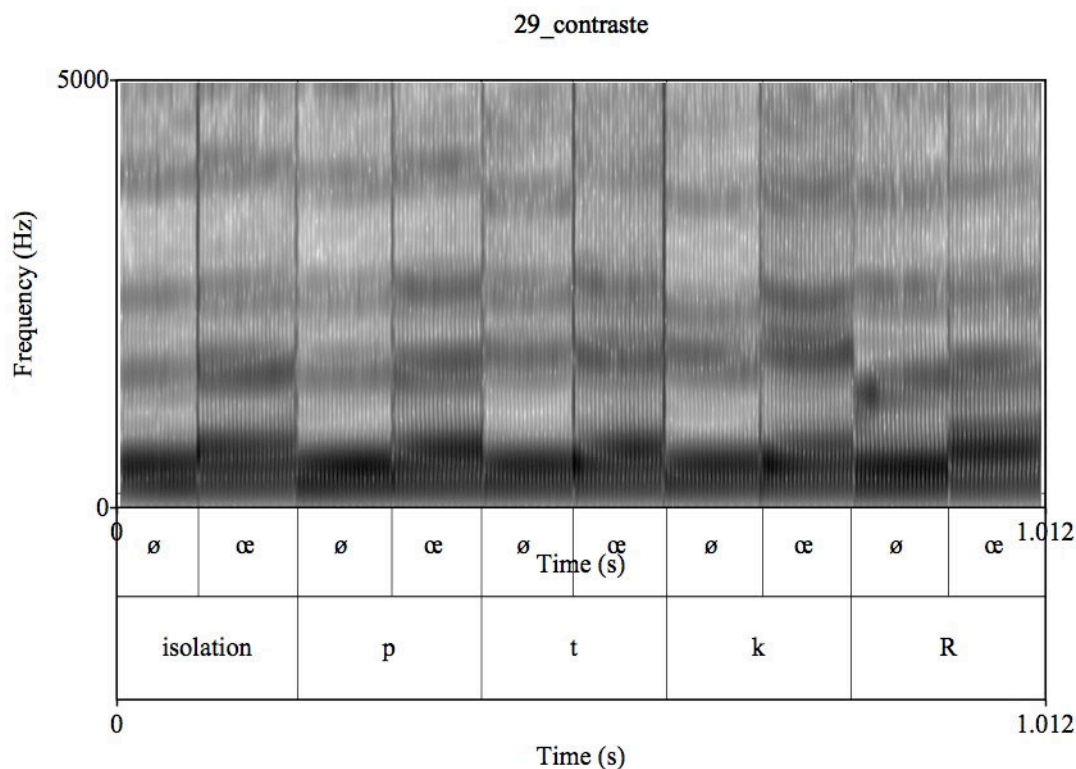 29_contraste
5000
Frequency (Hz)
0
0 1.012
ø œ ø œ ø œ ø œ ø œ
Time (s)
isolation p t k R
0 1.012
Time (s)